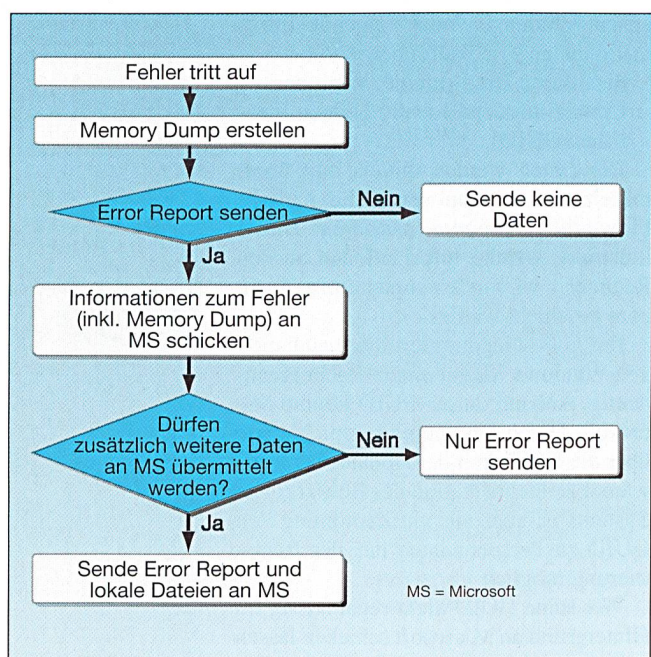 Fehler tritt auf
Memory Dump erstellen
Error Report senden
Nein
Sende keine
Daten
Ja
Informationen zum Fehler
(inkl. Memory Dump) an
MS schicken
Dürfen
zusätzlich weitere Daten
an MS übermittelt
werden?
Nein
Nur Error Report
senden
Ja
Sende Error Report und
lokale Dateien an MS
MS = Microsoft